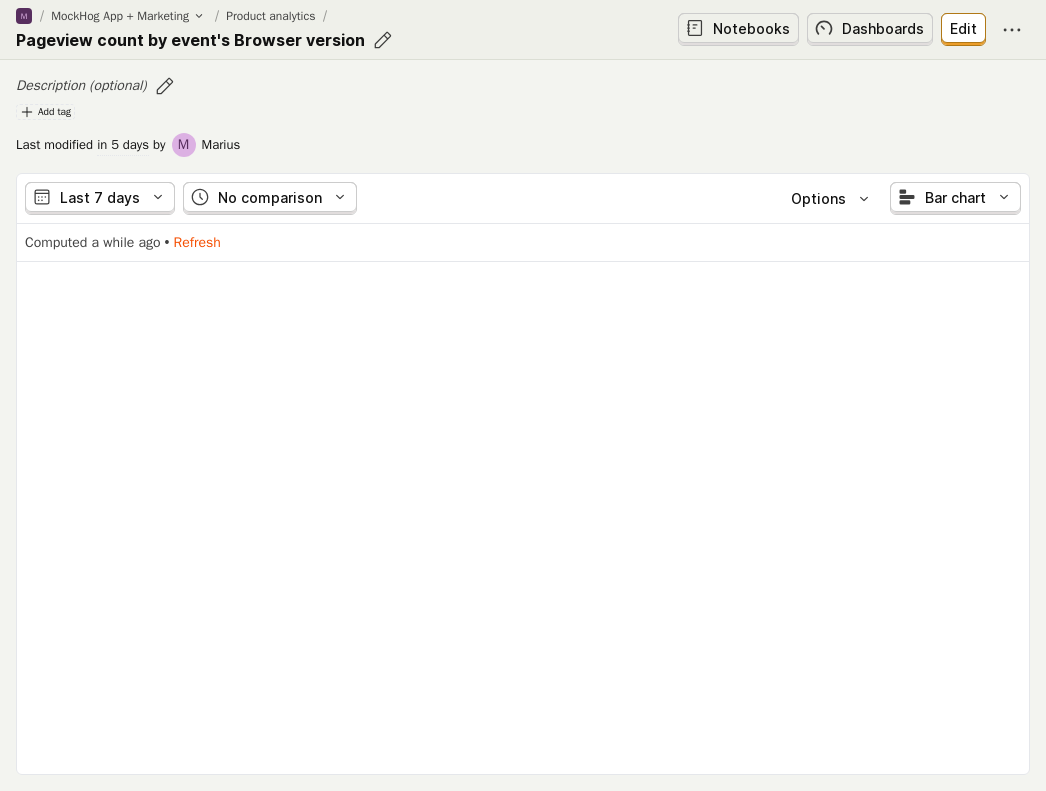 M / MockHog App + Marketing / Product analytics /
Pageview count by event's Browser version
Notebooks
Dashboards
Edit
Description (optional)
Add tag
Last modified in 5 days by M Marius
Last 7 days
No comparison
Options
Bar chart
Computed a while ago • Refresh